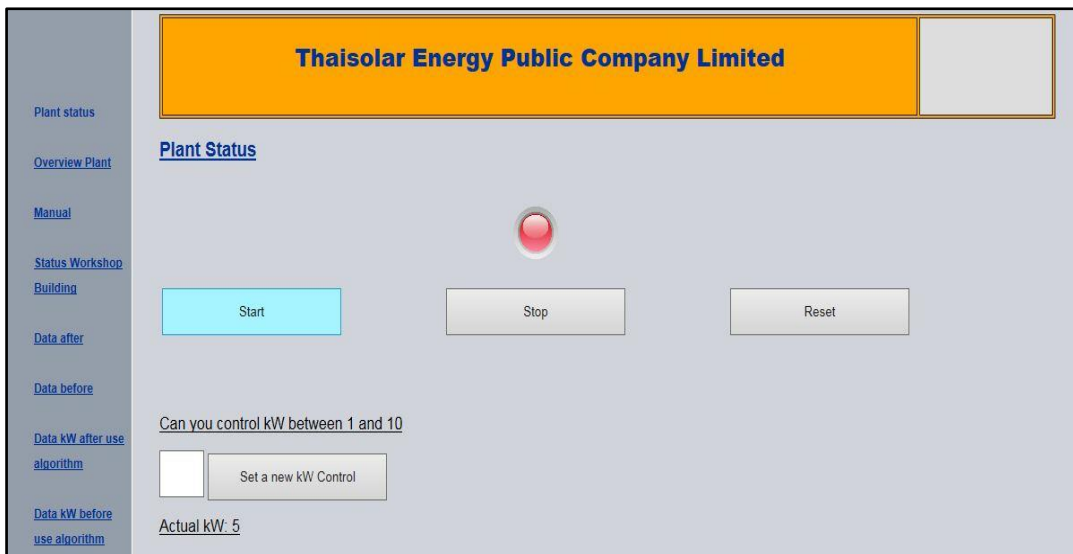 Thaisolar Energy Public Company Limited
Plant status
Overview Plant
Manual
Status Workshop
Building
Data after
Data before
Data kW after use
algorithm
Data kW before
use algorithm
Plant Status
Start
Stop
Reset
Can you control kW between 1 and 10
Set a new kW Control
Actual kW: 5